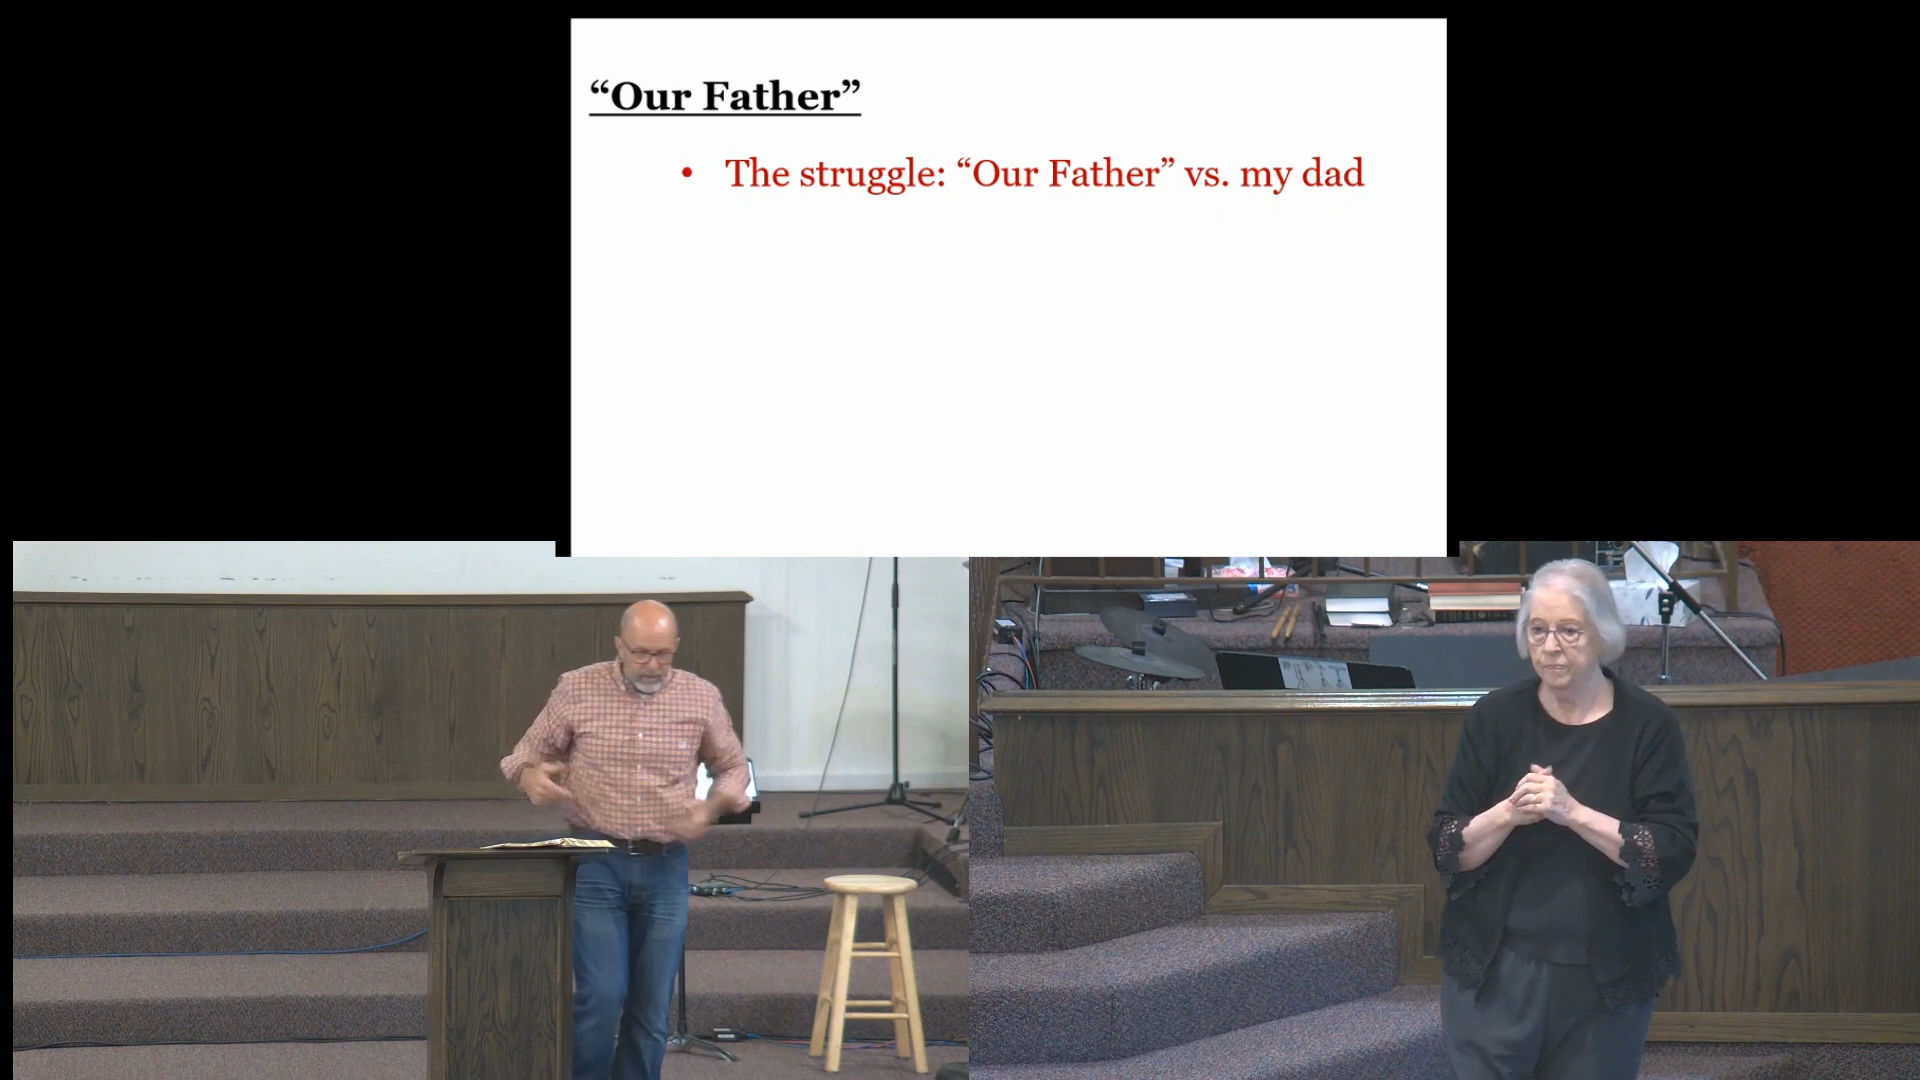 “Our Father”
• The struggle: “Our Father” vs. my dad